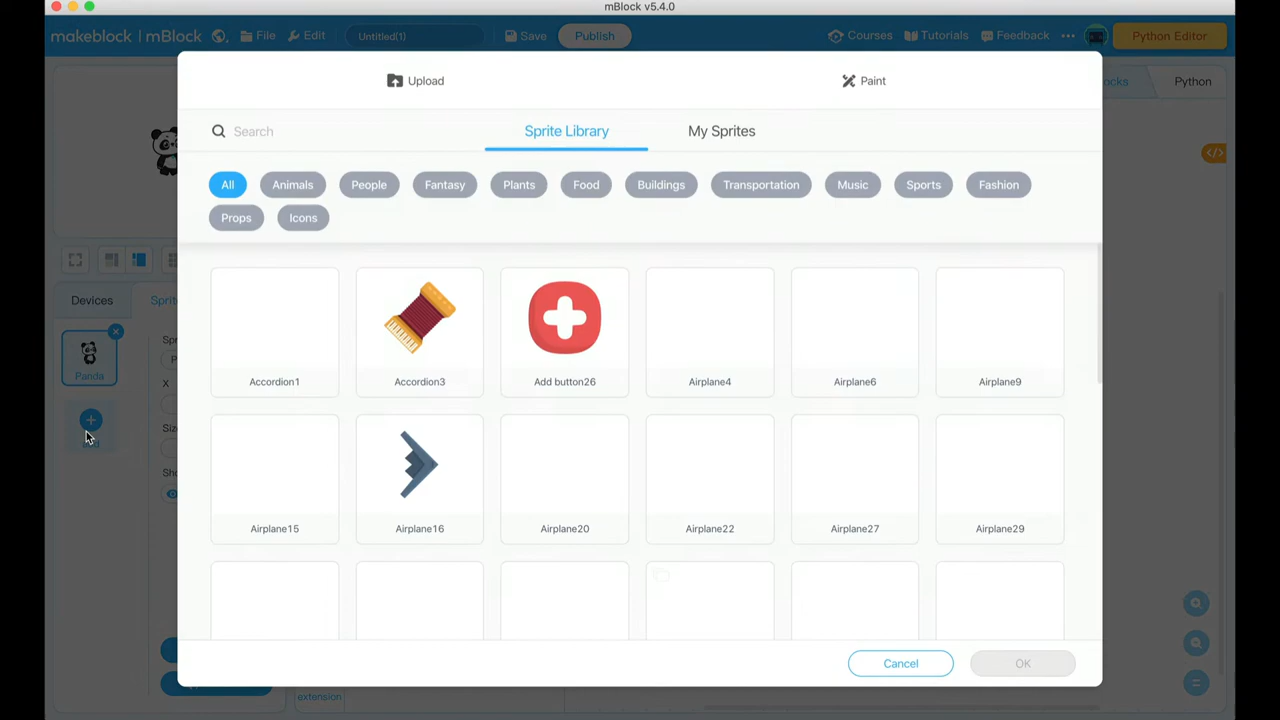 mBlock v5.4.0
makeblock | mBlock File Edit Untitled(1) Save Publish Courses Tutorials Feedback ••• Python Editor
Upload Paint
Python
Search Sprite Library My Sprites
</>
All Animals People Fantasy Plants Food Buildings Transportation Music Sports Fashion
Props Icons
Devices
Accordion1 Accordion3 Add button26 Airplane4 Airplane6 Airplane9
Panda
X
Airplane15 Airplane16 Airplane20 Airplane22 Airplane27 Airplane29
Cancel OK
extension